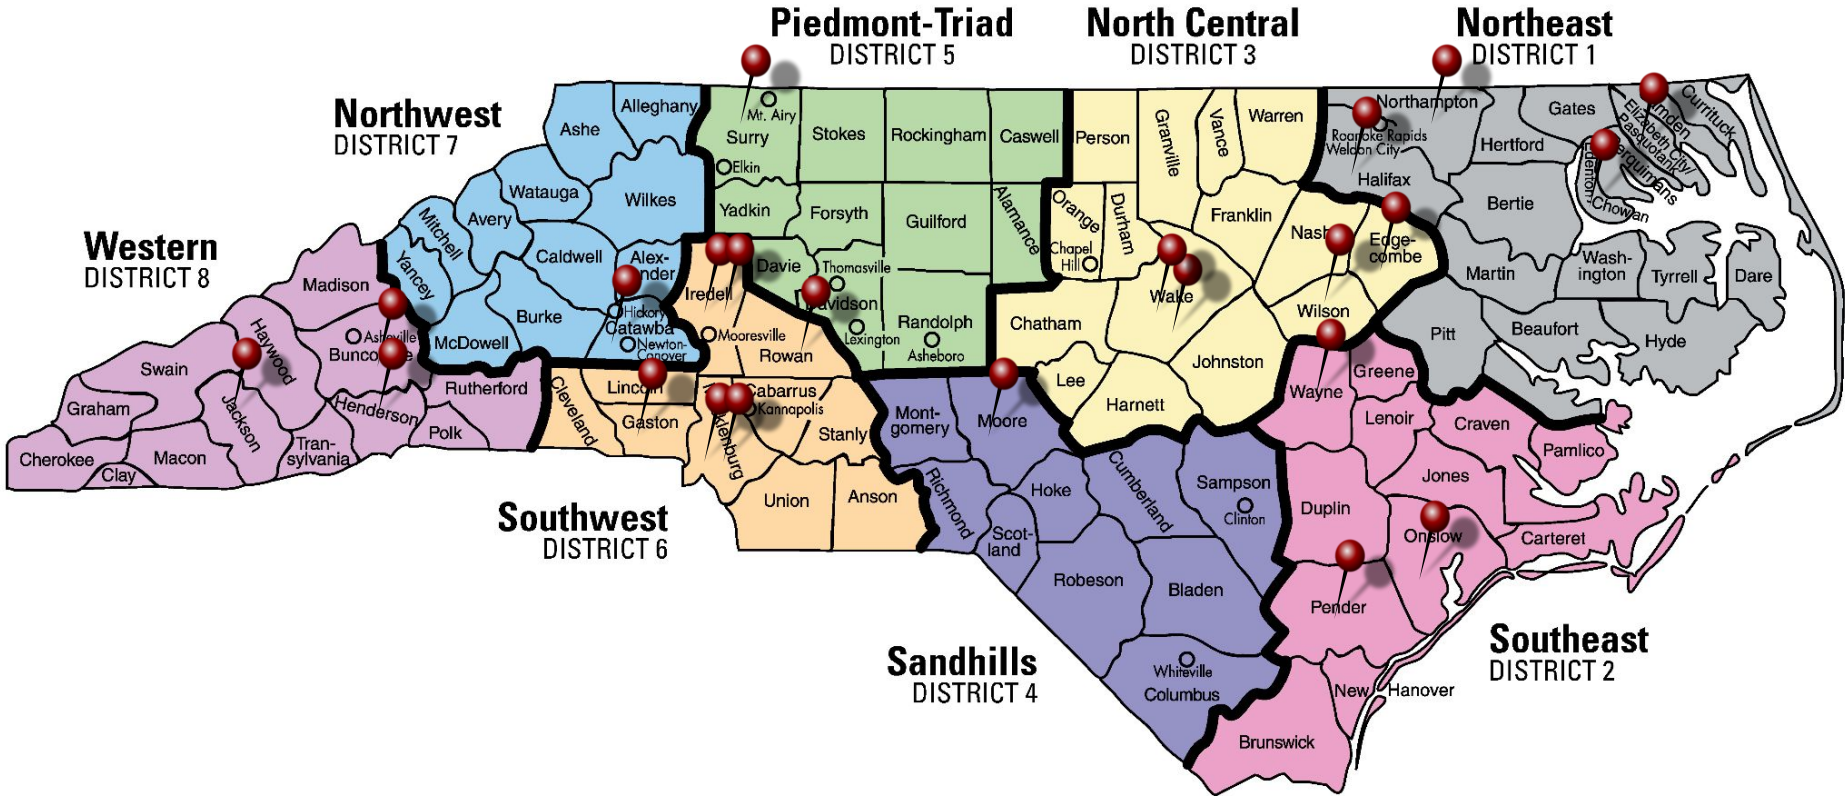 Piedmont-Triad
DISTRICT 5
North Central
DISTRICT 3
Northeast
DISTRICT 1
Northwest
DISTRICT 7
Western
DISTRICT 8
Southwest
DISTRICT 6
Sandhills
DISTRICT 4
Southeast
DISTRICT 2
Ashe
Alleghany
Watauga
Wilkes
Avery
Mitchell
Yancey
Caldwell
Burke
McDowell
Hickory
Catawba
Newton-
Conover
Madison
Haywood
Asheville
Swain
Graham
Cherokee
Clay
Macon
Jackson
Tran-
sylvania
Henderson
Polk
Rutherford
Mt. Airy
Surry
Elkin
Stokes
Rockingham
Caswell
Yadkin
Forsyth
Guilford
Alamance
Davie
Thomasville
Lexington
Randolph
Asheboro
Iredell
Mooresville
Rowan
Cleveland
Lincoln
Gaston
Cabarrus
Kannapolis
Stanly
Union
Anson
Person
Granville
Vance
Warren
Orange
Durham
Chapel
Hill
Franklin
Nash
Edge-
combe
Wake
Wilson
Chatham
Lee
Harnett
Johnston
Northampton
Roanoke Rapids
Weldon City
Halifax
Hertford
Gates
Currituck
Elizabeth City/
Pasquotank
Edenton-
Chowan
Bertie
Martin
Wash-
ington
Tyrrell
Dare
Pitt
Beaufort
Hyde
Mont-
gomery
Moore
Richmond
Hoke
Scot-
land
Cumberland
Sampson
Clinton
Robeson
Bladen
Whiteville
Columbus
Wayne
Greene
Lenoir
Craven
Pamlico
Jones
Duplin
Onslow
Carteret
Pender
New Hanover
Brunswick